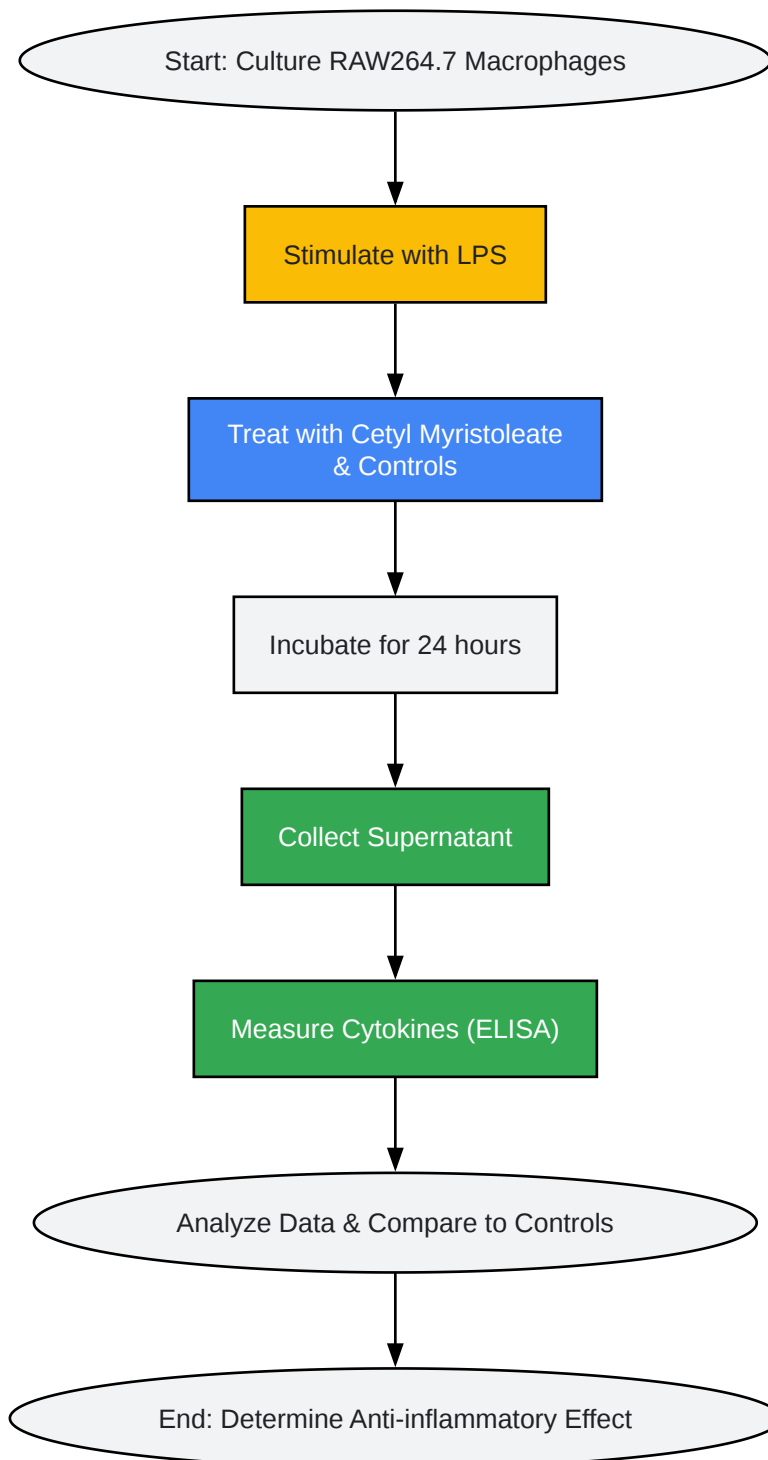 Start: Culture RAW264.7 Macrophages
Stimulate with LPS
Treat with Cetyl Myristoleate
& Controls
Incubate for 24 hours
Collect Supernatant
Measure Cytokines (ELISA)
Analyze Data & Compare to Controls
End: Determine Anti-inflammatory Effect